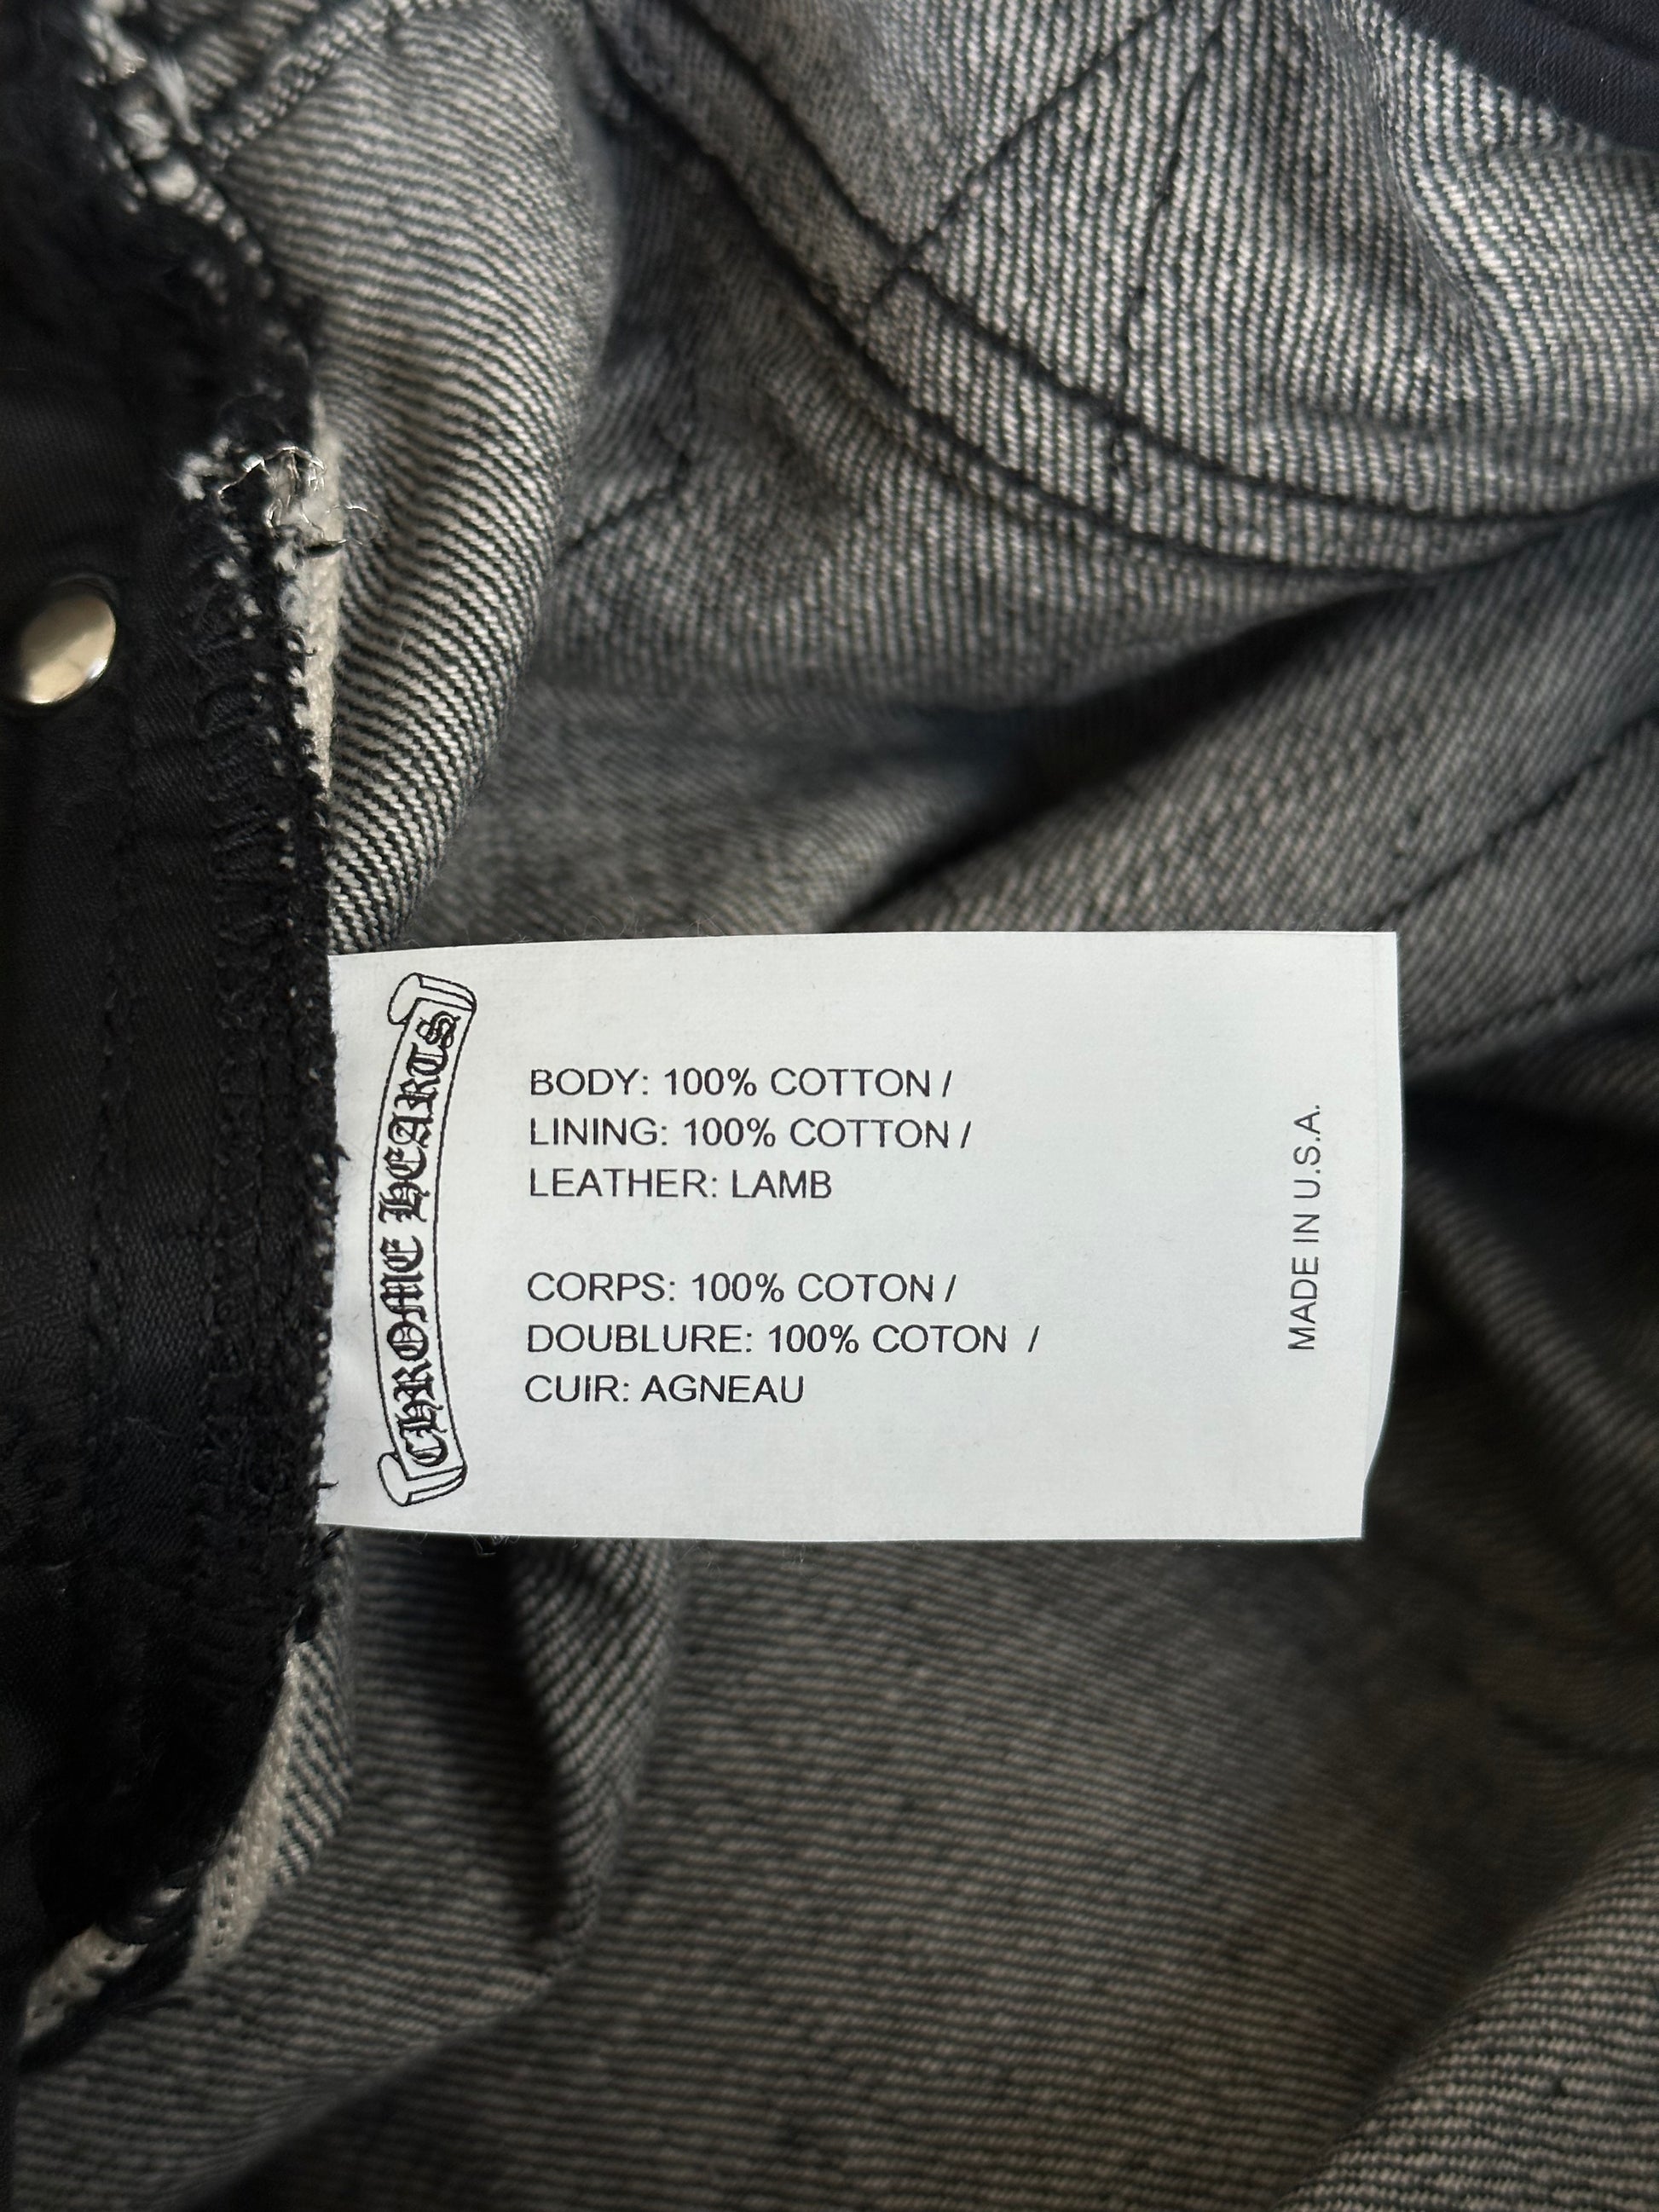 CHROME HEARTS
BODY: 100% COTTON /
LINING: 100% COTTON /
LEATHER: LAMB
CORPS: 100% COTON /
DOUBLURE: 100% COTON /
CUIR: AGNEAU
MADE IN U.S.A.